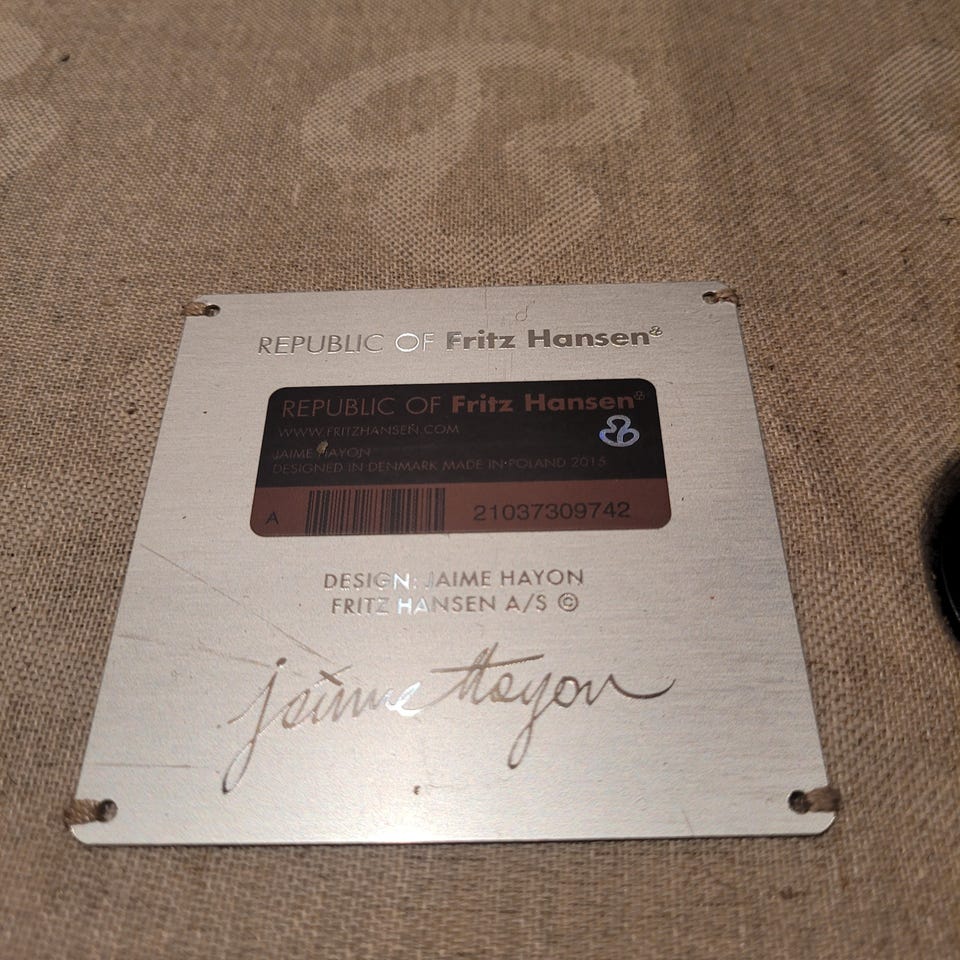 REPUBLIC OF Fritz Hansen®
REPUBLIC OF Fritz Hansen
WWW.FRITZHANSEN.COM
JAIME HAYON
DESIGNED IN DENMARK MADE IN POLAND 2015
A 21037309742
DESIGN: JAIME HAYON
FRITZ HANSEN A/S ©
Jaime Hayon